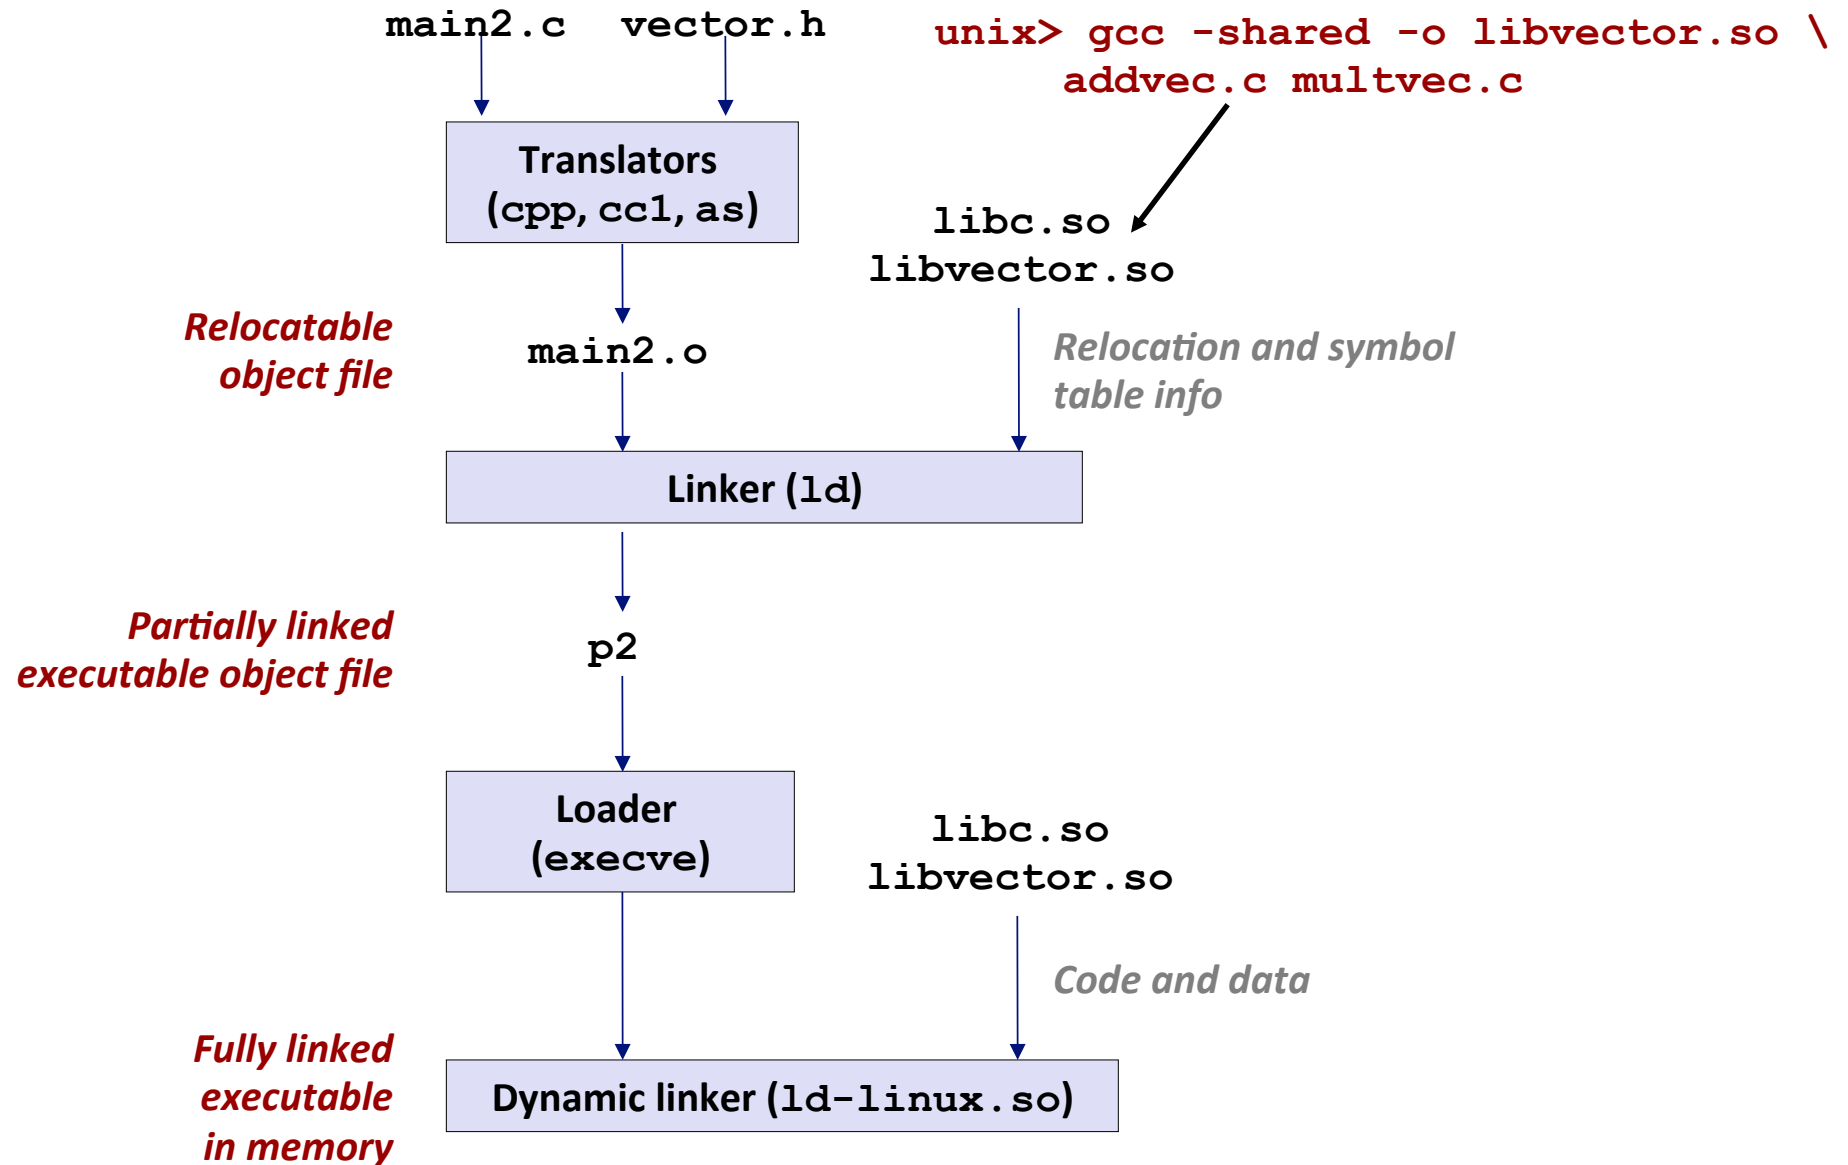 main2.c vector.h
unix> gcc -shared -o libvector.so \
addvec.c multvec.c
Translators
(cpp, cc1, as)
libc.so
libvector.so
Relocatable
object file
main2.o
Relocation and symbol
table info
Linker (ld)
Partially linked
executable object file
p2
Loader
(execve)
libc.so
libvector.so
Code and data
Fully linked
executable
in memory
Dynamic linker (ld-linux.so)